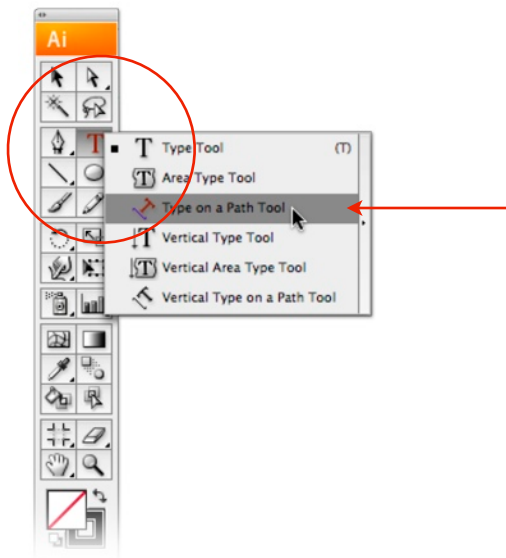 Ai
Type Tool (T)
Area Type Tool
Type on a Path Tool
Vertical Type Tool
Vertical Area Type Tool
Vertical Type on a Path Tool